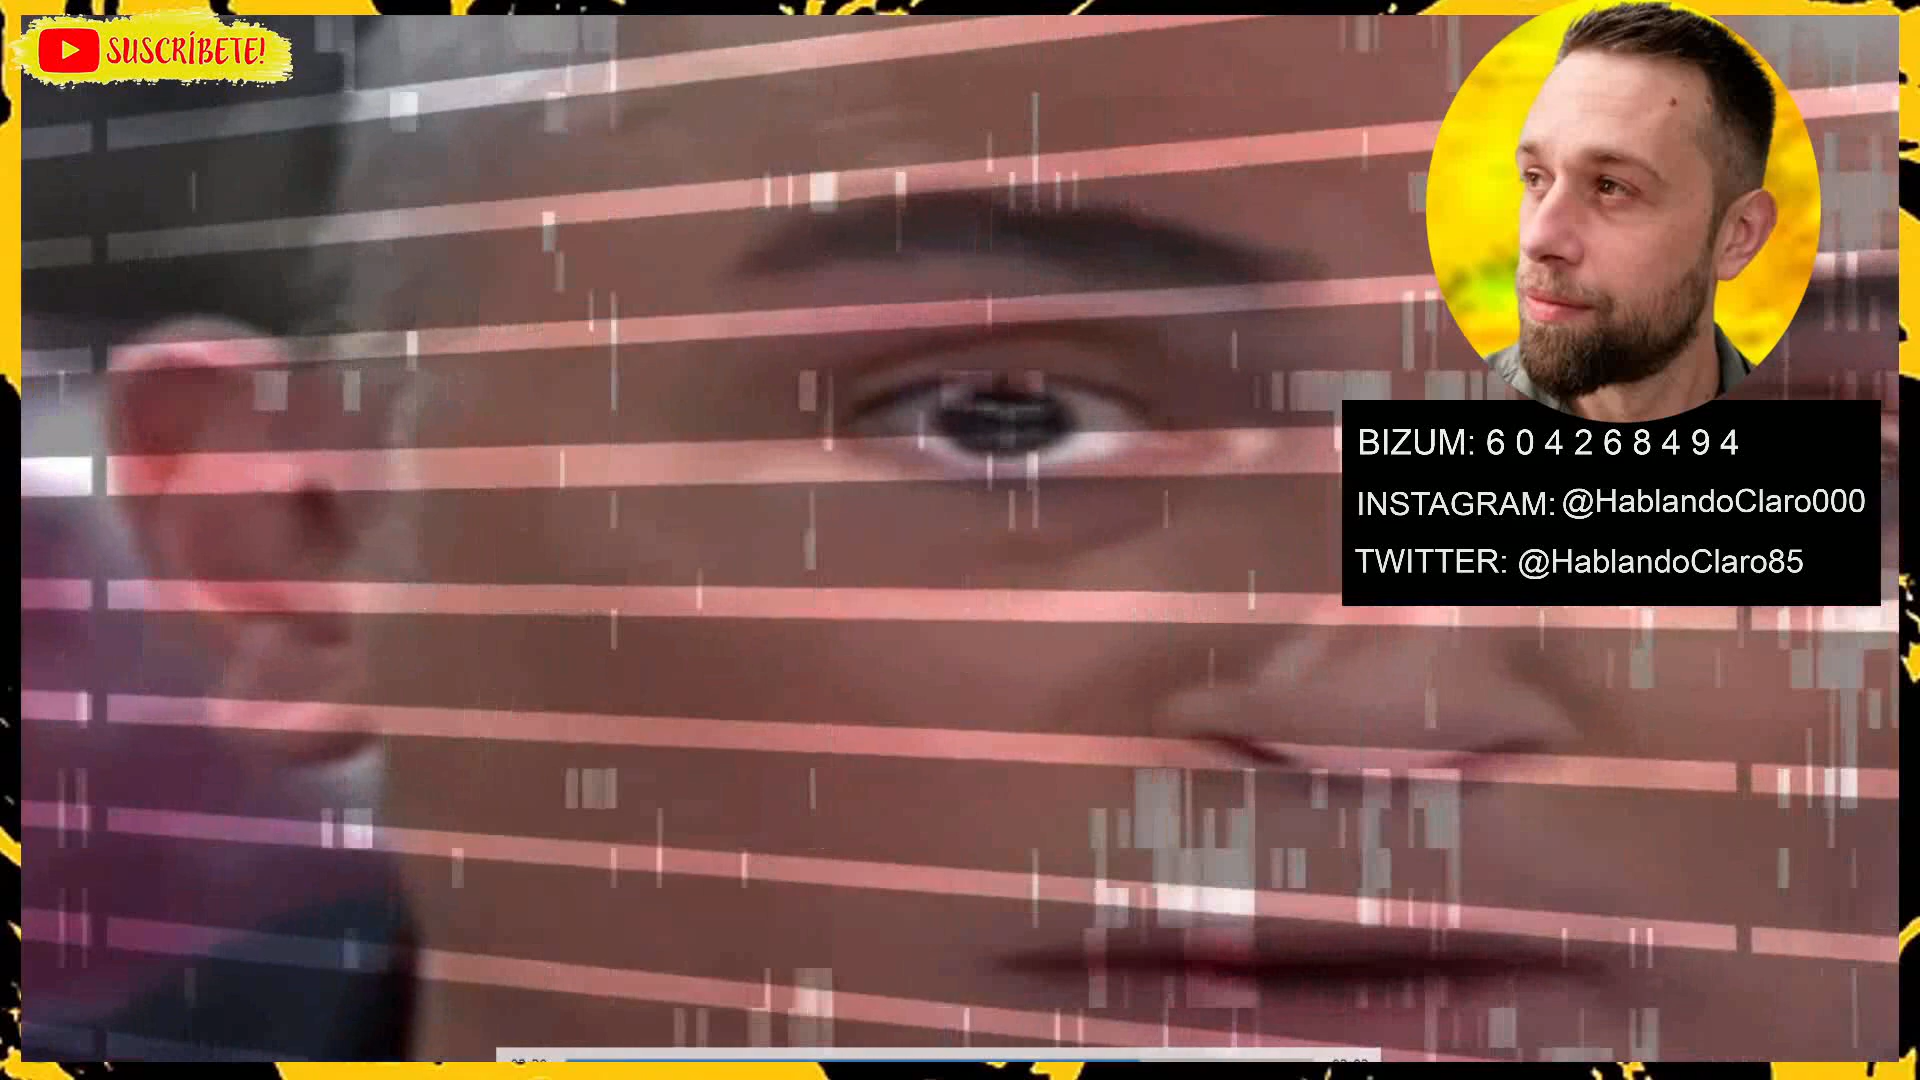 SUSCRÍBETE!
BIZUM: 6 0 4 2 6 8 4 9 4
INSTAGRAM: @HablandoClaro000
TWITTER: @HablandoClaro85